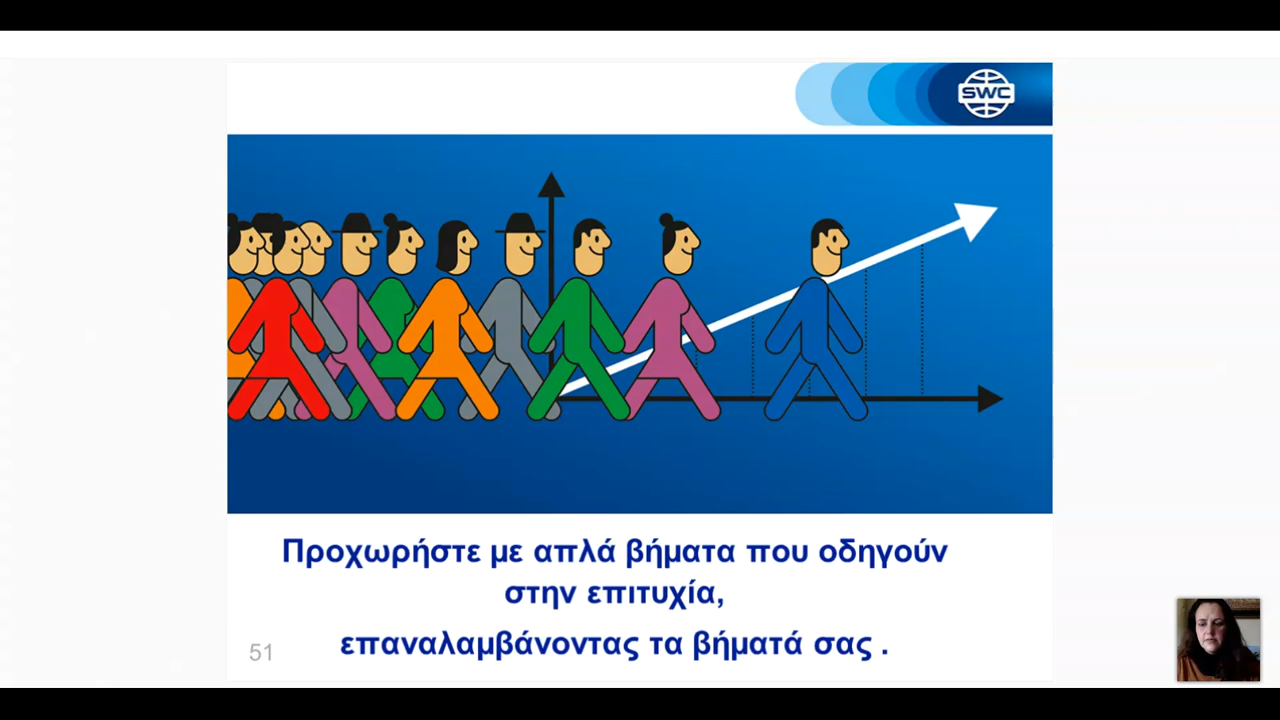 SWC
Προχωρήστε με απλά βήματα που οδηγούν
στην επιτυχία,
επαναλαμβάνοντας τα βήματά σας .
51